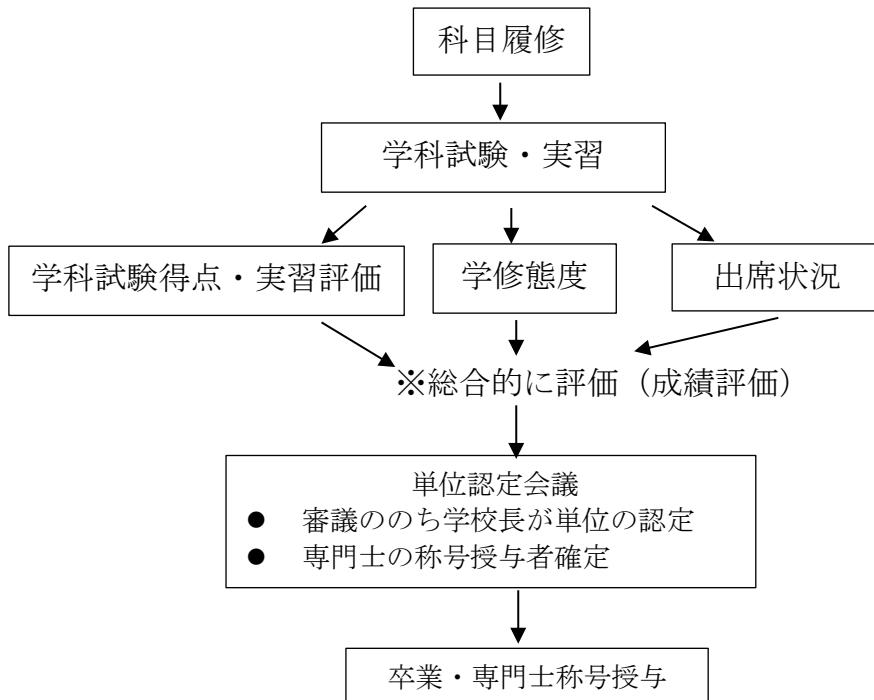 科目履修
学科試験・実習
学科試験得点・実習評価
学修態度
出席状況
※総合的に評価（成績評価）
単位認定会議
● 審議ののち学校長が単位の認定
● 専門士の称号授与者確定
卒業・専門士称号授与